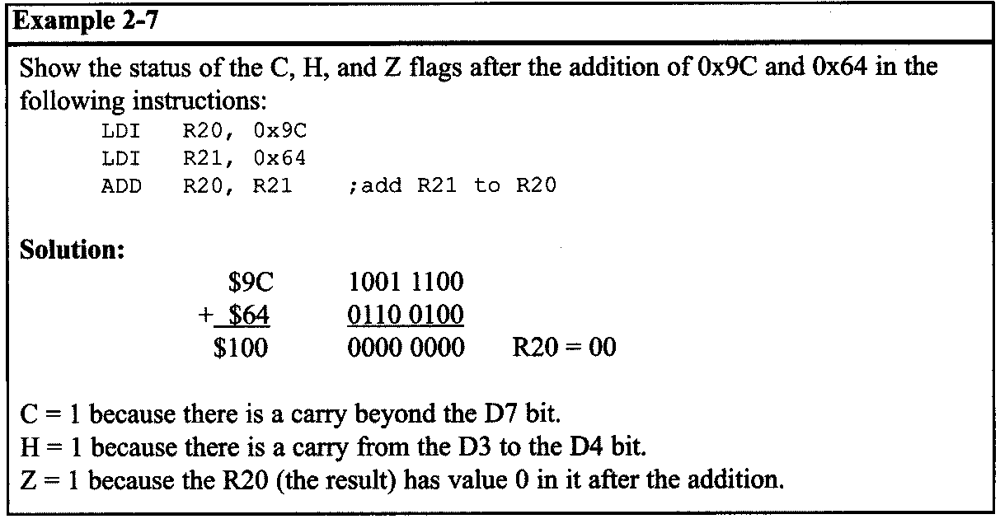 Example 2-7
Show the status of the C, H, and Z flags after the addition of 0x9C and 0x64 in the
following instructions:
LDI R20, 0x9C
LDI R21, 0x64
ADD R20, R21 ;add R21 to R20
Solution:
$9C 1001 1100
+ $64 0110 0100
$100 0000 0000 R20 = 00
C = 1 because there is a carry beyond the D7 bit.
H = 1 because there is a carry from the D3 to the D4 bit.
Z = 1 because the R20 (the result) has value 0 in it after the addition.